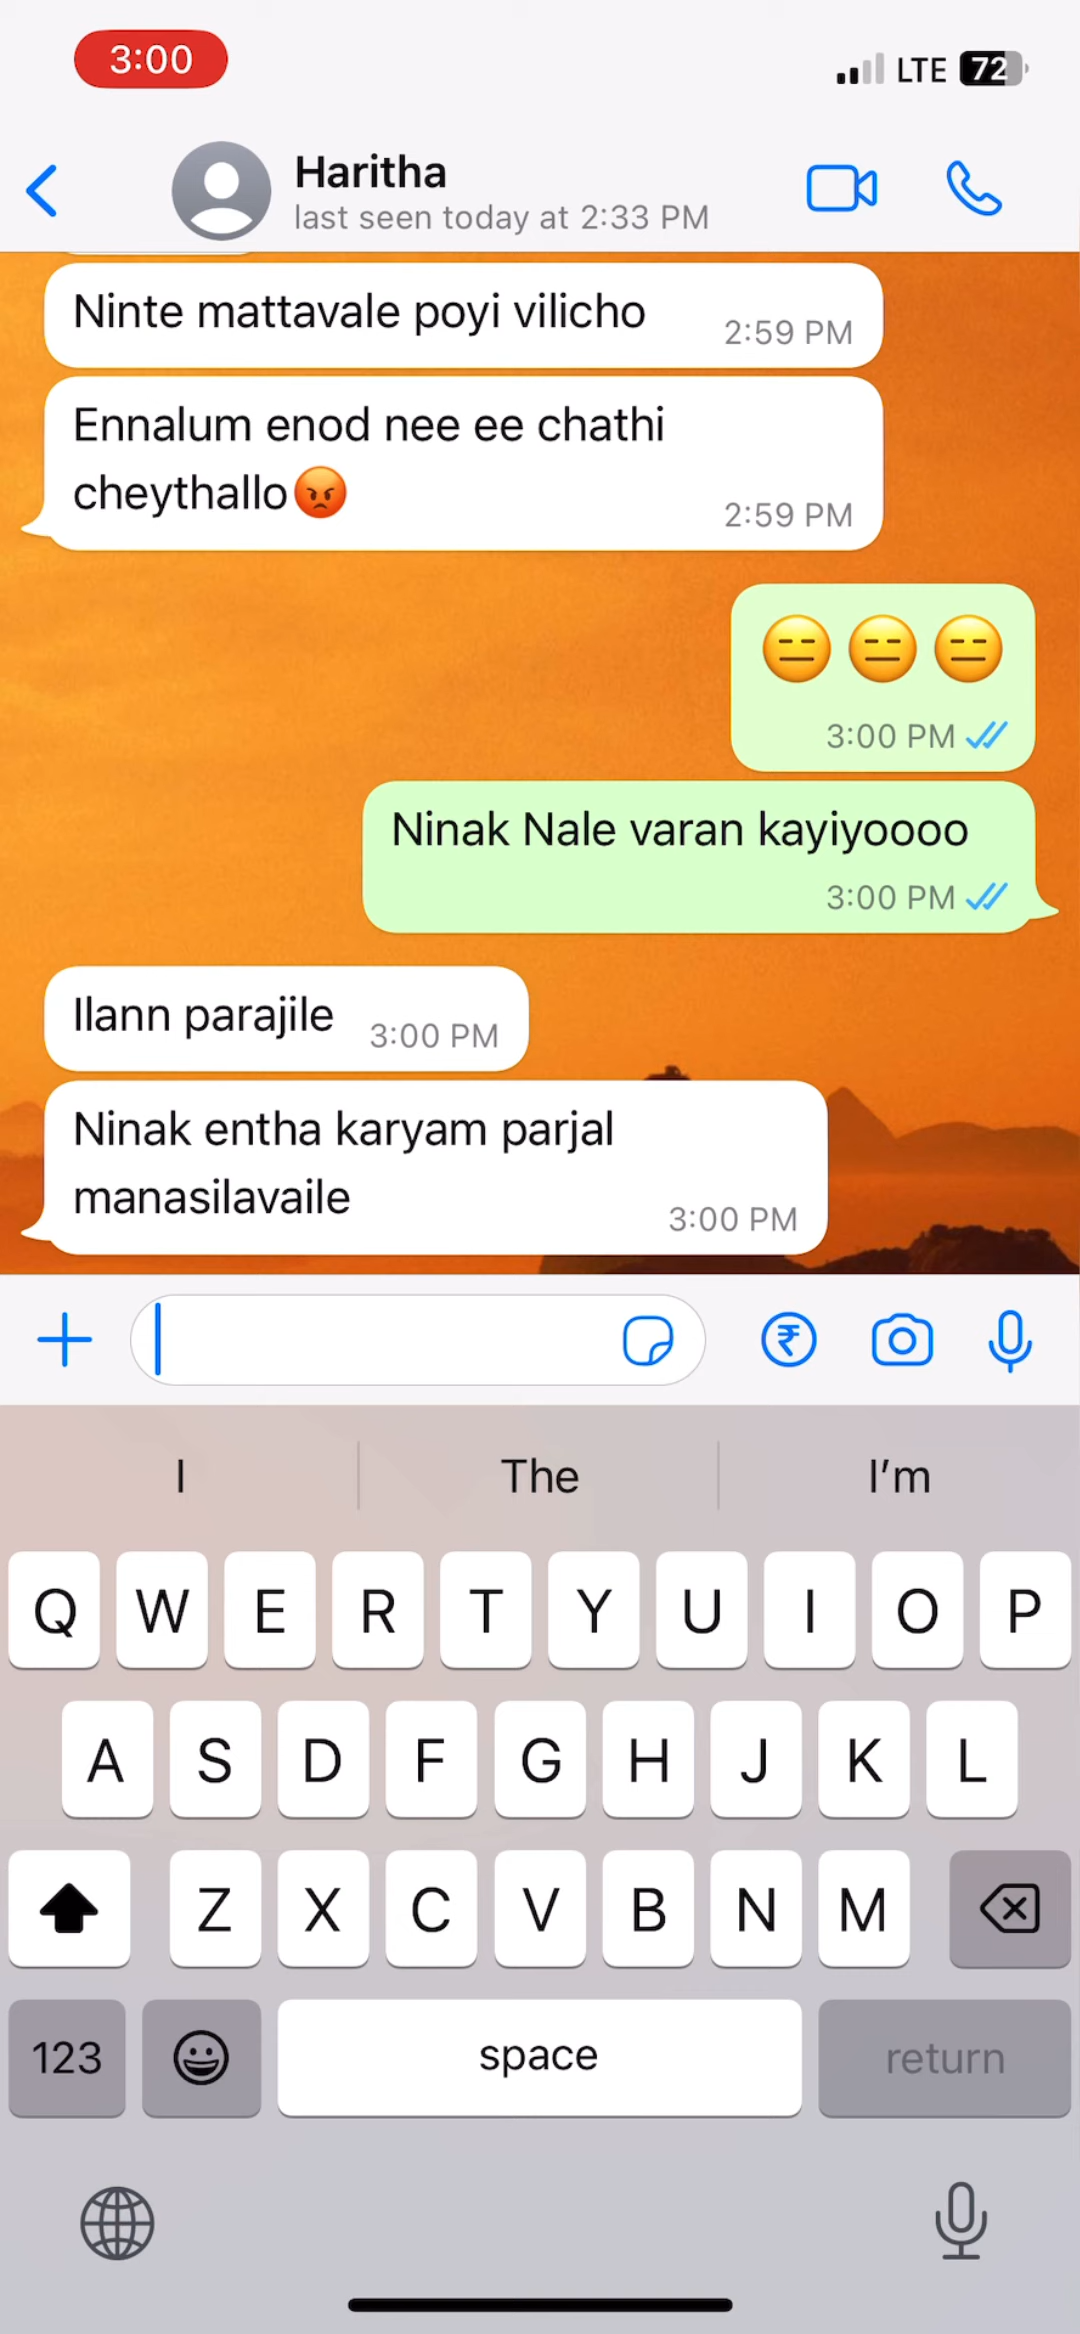 3:00
LTE 72
Haritha
last seen today at 2:33 PM
Ninte mattavale poyi vilicho
2:59 PM
Ennalum enod nee ee chathi
cheythallo😡
2:59 PM
😑😑😑
3:00 PM
Ninak Nale varan kayiyoooo
3:00 PM
Ilann parajile
3:00 PM
Ninak entha karyam parjal
manasilavaile
3:00 PM
I The I'm
Q W E R T Y U I O P
A S D F G H J K L
Z X C V B N M
123 space return